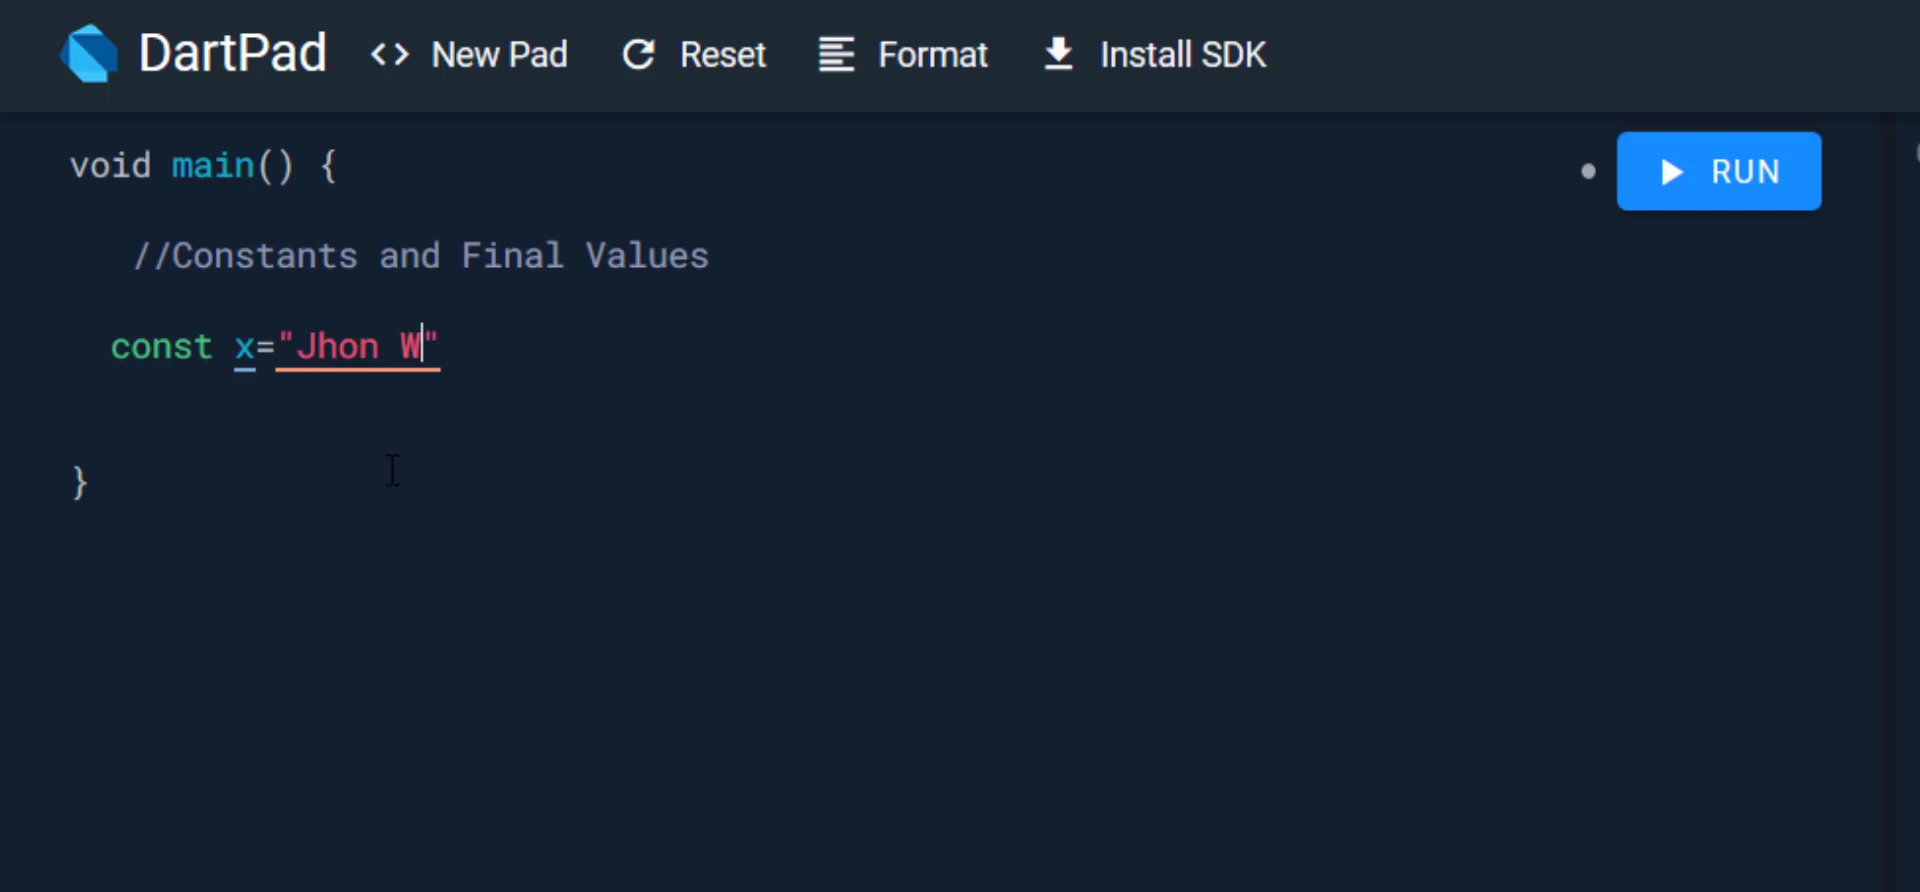 DartPad <> New Pad Reset Format Install SDK
void main() {
RUN
//Constants and Final Values
const x="Jhon W"
}